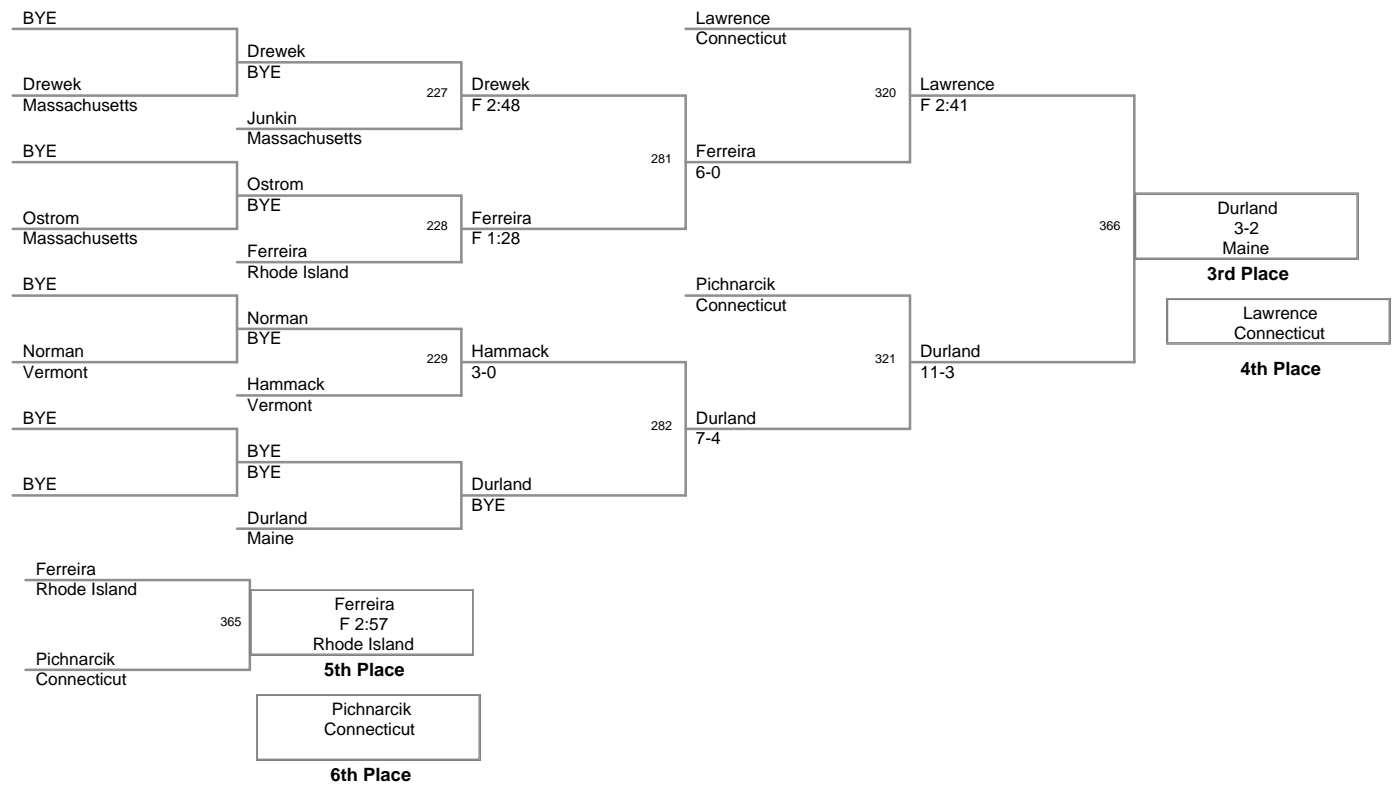 BYE
Drewek
Massachusetts
BYE
Ostrom
Massachusetts
BYE
Norman
Vermont
BYE
BYE
Drewek
BYE
227
Junkin
Massachusetts
Ostrom
BYE
228
Ferreira
Rhode Island
Norman
BYE
229
Hammack
Vermont
BYE
BYE
Durland
Maine
Drewek
F 2:48
281
Ferreira
F 1:28
Hammack
3-0
282
Durland
BYE
Lawrence
Connecticut
320
Ferreira
6-0
Pichnarcik
Connecticut
321
Durland
7-4
Lawrence
F 2:41
366
Durland
11-3
Durland
3-2
Maine
3rd Place
Lawrence
Connecticut
4th Place
Ferreira
Rhode Island
365
Pichnarcik
Connecticut
Ferreira
F 2:57
Rhode Island
5th Place
Pichnarcik
Connecticut
6th Place